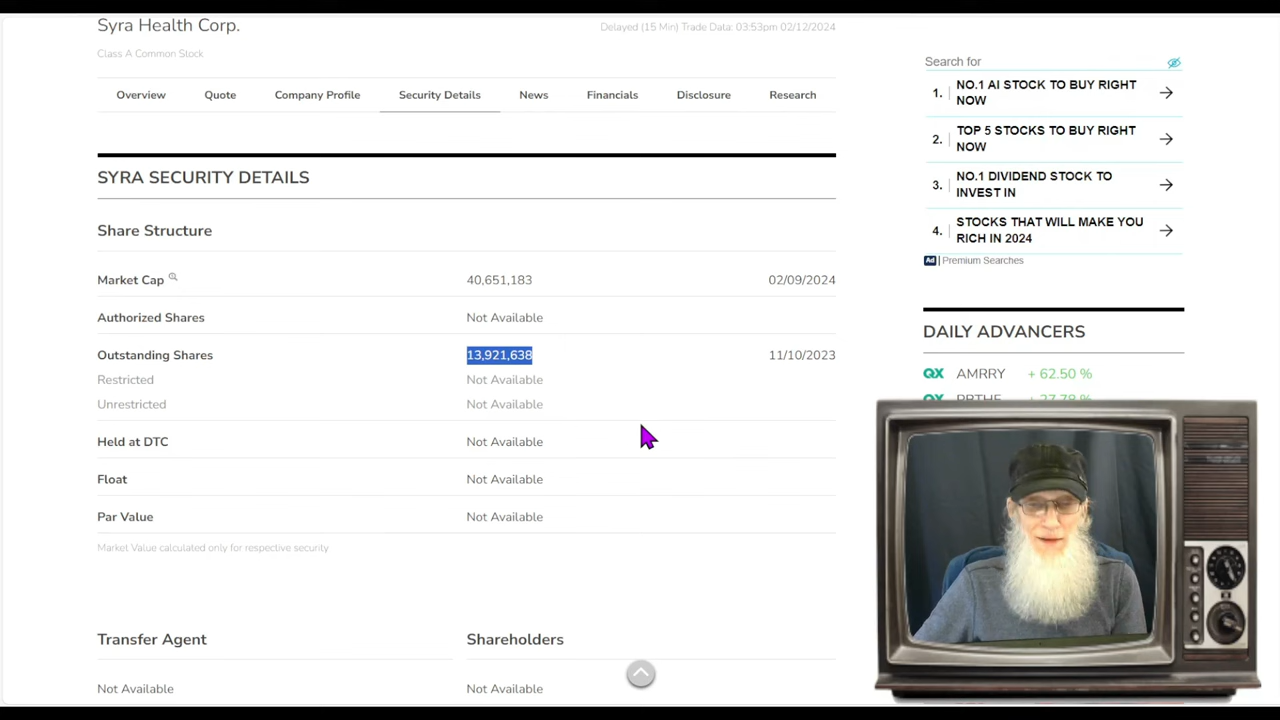 Syra Health Corp.
Delayed (15 Min) Trade Data: 03:53pm 02/12/2024
Class A Common Stock
Overview Quote Company Profile Security Details News Financials Disclosure Research
SYRA SECURITY DETAILS
Share Structure
Market Cap 40,651,183 02/09/2024
Authorized Shares Not Available
Outstanding Shares 13,921,638 11/10/2023
Restricted Not Available
Unrestricted Not Available
Held at DTC Not Available
Float Not Available
Par Value Not Available
Market Value calculated only for respective security
Transfer Agent Shareholders
Not Available Not Available
Search for
1. NO.1 AI STOCK TO BUY RIGHT
NOW
2. TOP 5 STOCKS TO BUY RIGHT
NOW
3. NO.1 DIVIDEND STOCK TO
INVEST IN
4. STOCKS THAT WILL MAKE YOU
RICH IN 2024
Ad Premium Searches
DAILY ADVANCERS
QX AMRRY + 62.50 %